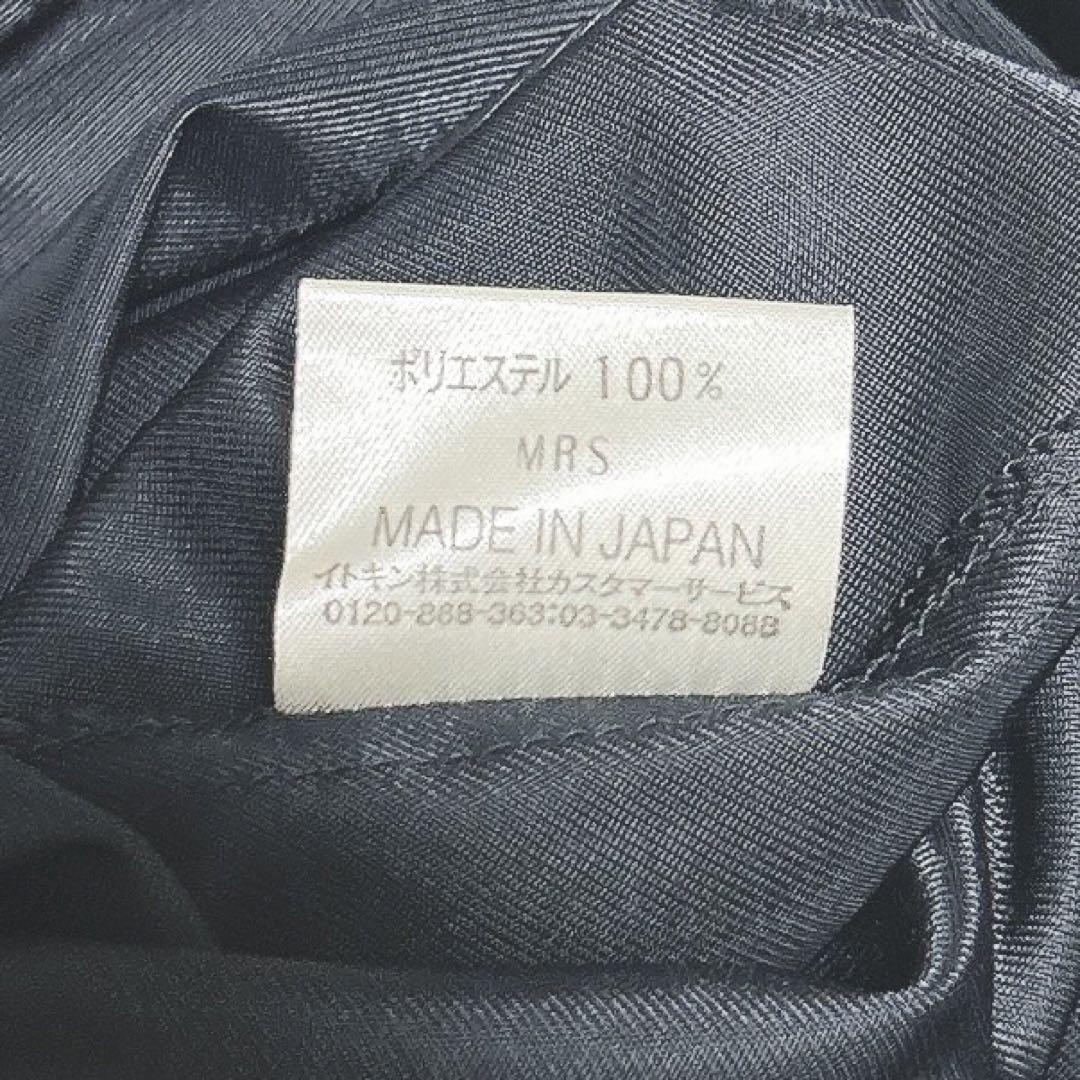 ポリエステル 100%
MRS
MADE IN JAPAN
イトキン株式会社カスタマーサービス
0120-888-363:03-3478-8088